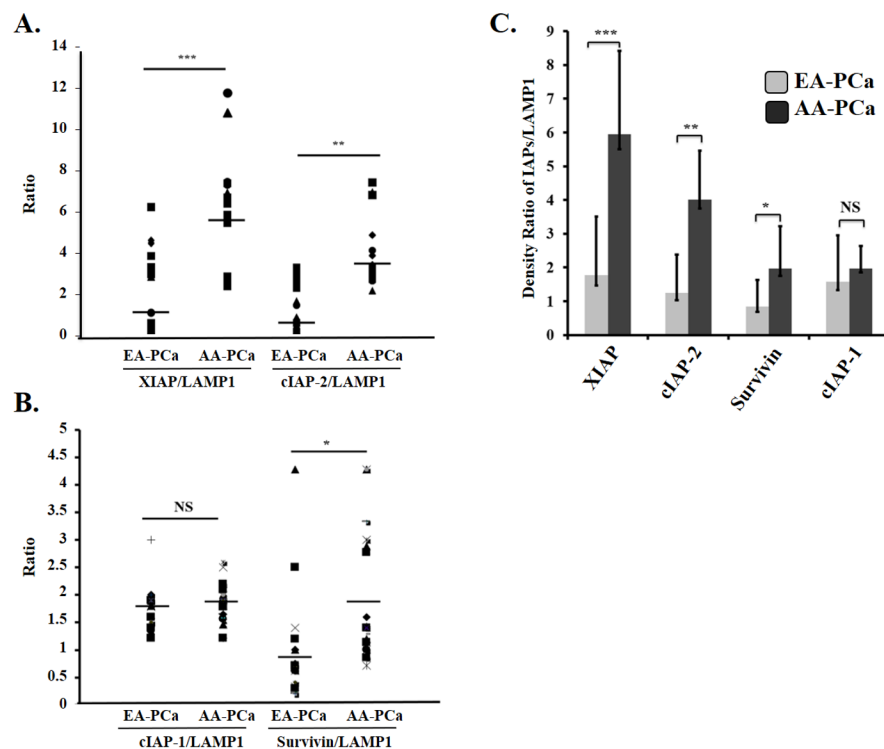 A.
14
12
10
8
6
4
2
0
Ratio
***
**
EA-PCa AA-PCa EA-PCa AA-PCa
XIAP/LAMP1 cIAP-2/LAMP1
B.
5
4.5
4
3.5
3
2.5
2
1.5
1
0.5
0
Ratio
NS
*
EA-PCa AA-PCa EA-PCa AA-PCa
cIAP-1/LAMP1 Survivin/LAMP1
C.
9
8
7
6
5
4
3
2
1
0
Density Ratio of IAPs/LAMP1
***
**
*
NS
EA-PCa
AA-PCa
XIAP
cIAP-2
Survivin
cIAP-1